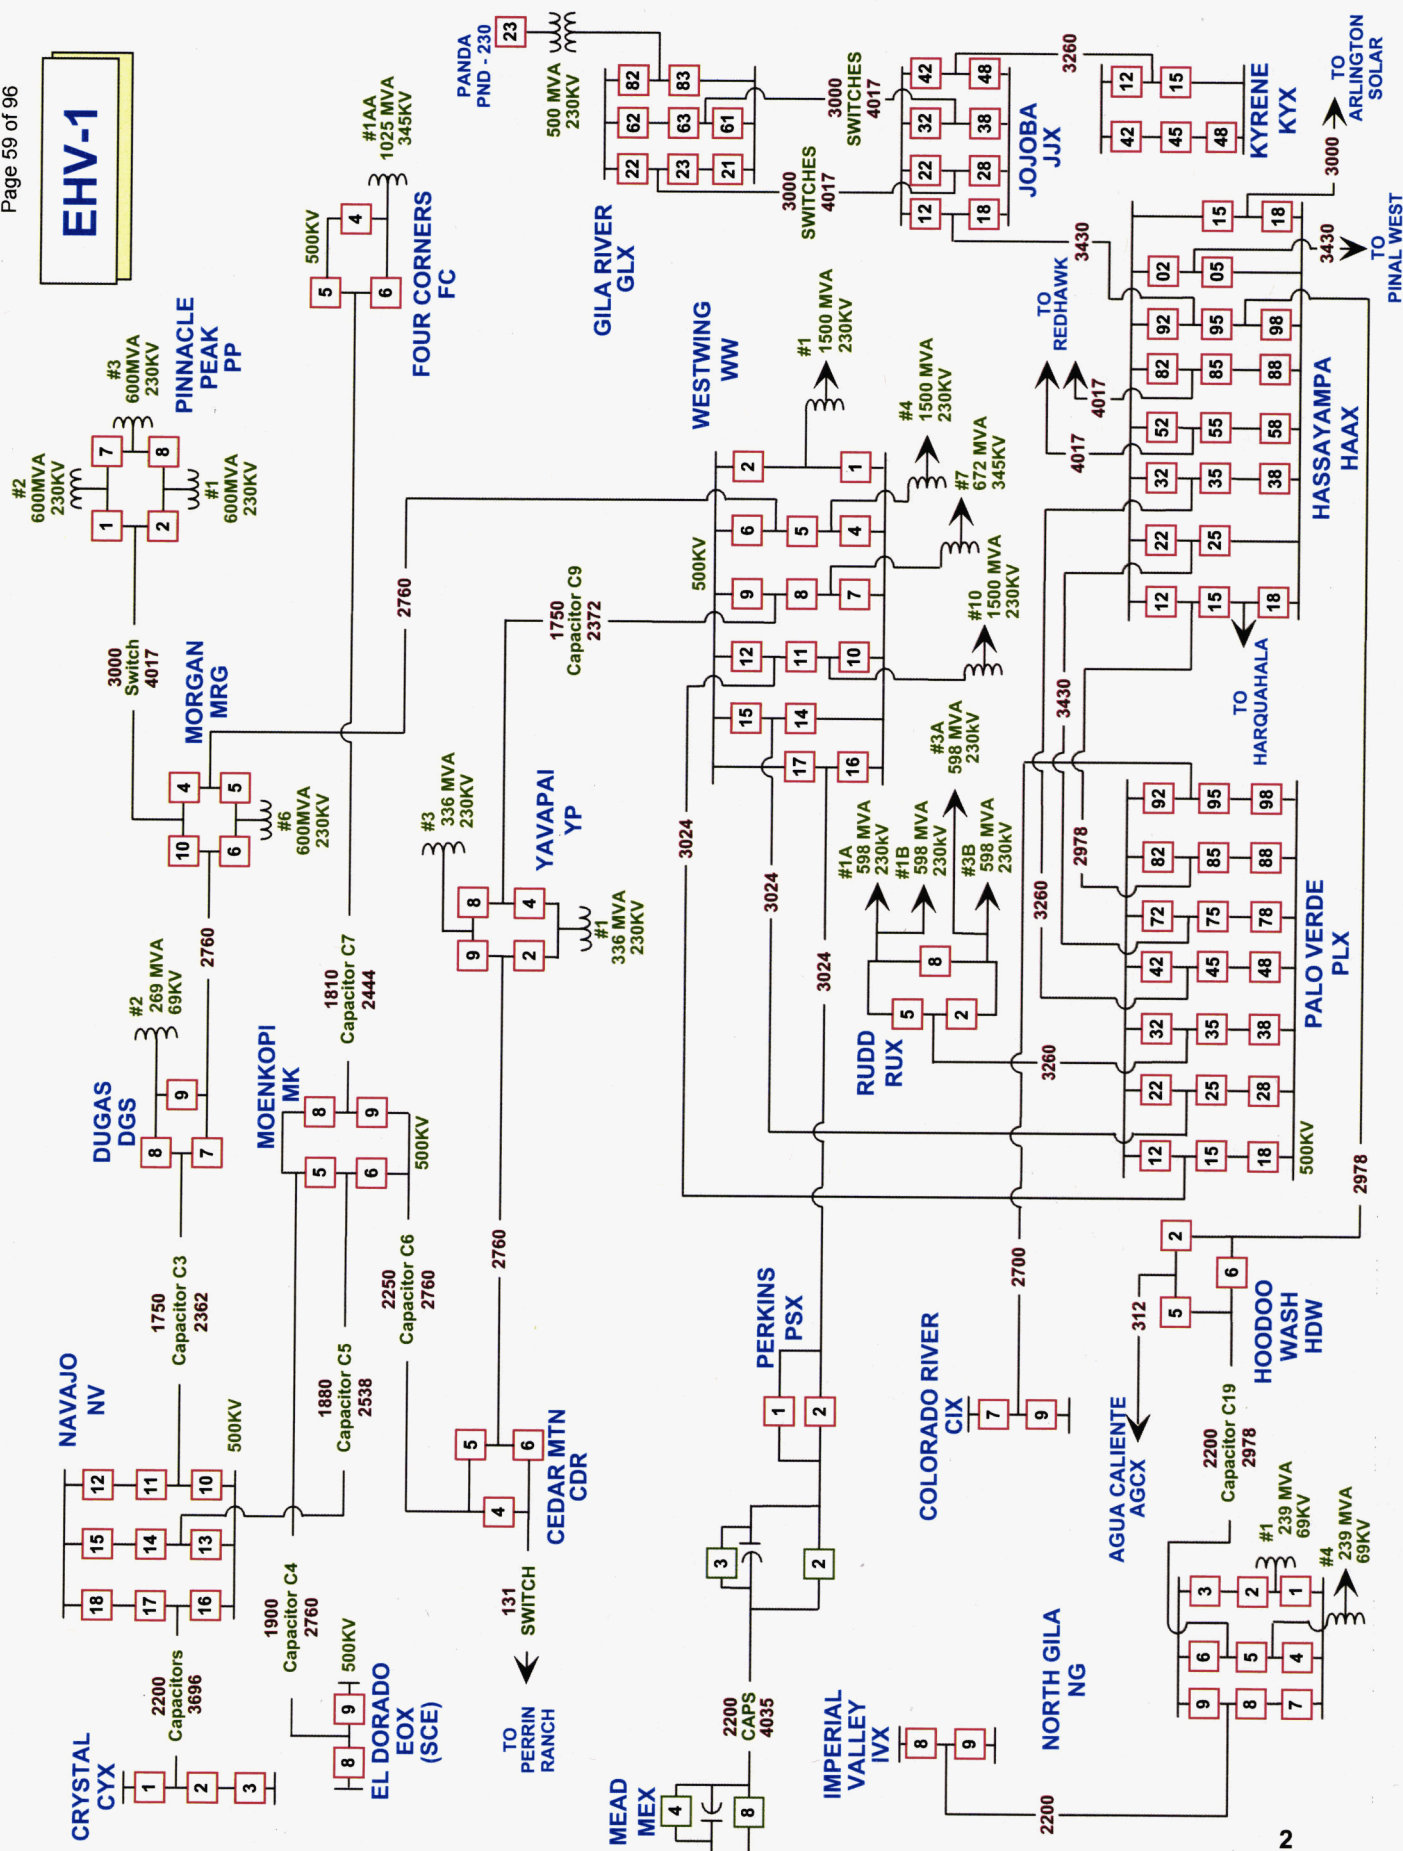 Page 59 of 96
EHV-1
CRYSTAL
CYX
1
2
3
2200
Capacitors
3696
NAVAJO
NV
18
17
16
15
14
13
12
11
10
500KV
1750
Capacitor C3
2362
DUGAS
DGS
8
7
9
#2
269 MVA
69KV
2760
MORGAN
MRG
10
6
4
5
#6
600MVA
230KV
3000
Switch
4017
PINNACLE
PEAK
PP
1
2
7
8
#2
600MVA
230KV
#1
600MVA
230KV
#3
600MVA
230KV
2760
EL DORADO
EOX
(SCE)
8
9
500KV
1900
Capacitor C4
2760
1880
Capacitor C5
2538
MOENKOPI
MK
5
6
8
9
500KV
1810
Capacitor C7
2444
FOUR CORNERS
FC
500KV
5
6
4
#1AA
1025 MVA
345KV
2250
Capacitor C6
2760
CEDAR MTN
CDR
4
5
6
131
SWITCH
TO
PERRIN
RANCH
2760
YAVAPAI
YP
9
2
8
4
#3
336 MVA
230KV
#1
336 MVA
230KV
1750
Capacitor C9
2372
WESTWING
WW
500KV
17
16
15
14
12
11
10
9
8
7
6
5
4
2
1
#1
1500 MVA
230KV
#4
1500 MVA
230KV
#7
672 MVA
345KV
#10
1500 MVA
230KV
3024
3024
3024
MEAD
MEX
4
8
2200
CAPS
4035
3
2
PERKINS
PSX
1
2
RUDD
RUX
5
2
8
#1A
598 MVA
230kV
#1B
598 MVA
230kV
#3A
598 MVA
230kV
#3B
598 MVA
230kV
3260
PANDA
PND - 230
23
500 MVA
230KV
GILA RIVER
GLX
22
23
21
62
63
61
82
83
3000
SWITCHES
4017
3000
SWITCHES
4017
JOJOBA
JJX
12
18
22
28
32
38
42
48
3260
KYRENE
KYX
42
45
48
12
15
3430
TO
REDHAWK
4017
4017
HASSAYAMPA
HAAX
12
15
18
22
25
32
35
38
52
55
58
82
85
88
92
95
98
02
05
15
18
3000
TO
ARLINGTON
SOLAR
3430
TO
PINAL WEST
TO
HARQUAHALA
3430
2978
3260
PALO VERDE
PLX
500KV
12
15
18
22
25
28
32
35
38
42
45
48
72
75
78
82
85
88
92
95
98
COLORADO RIVER
CIX
7
9
2700
2978
HOODOO
WASH
HDW
5
2
6
312
AGUA CALIENTE
AGCX
2200
Capacitor C19
2978
NORTH GILA
NG
9
8
7
6
5
4
3
2
1
#1
239 MVA
69KV
#4
239 MVA
69KV
IMPERIAL
VALLEY
IVX
8
9
2200
2